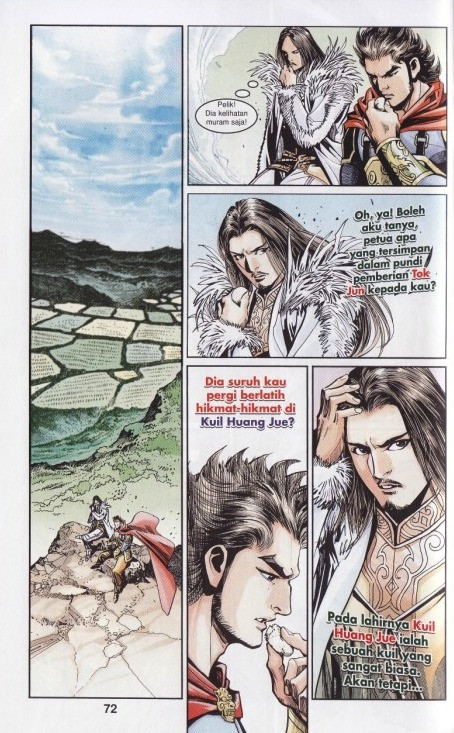 Pelik!
Dia kelihatan
muram saja!
Oh, ya! Boleh
aku tanya,
petua apa
yang tersimpan
dalam pundi
pemberian Tok
Jun kepada kau?
Dia suruh kau
pergi berlatih
hikmat-hikmat di
Kuil Huang Jue?
Pada lahirnya Kuil
Huang Jue ialah
sebuah kuil yang
sangat biasa.
Akan tetapi...
72